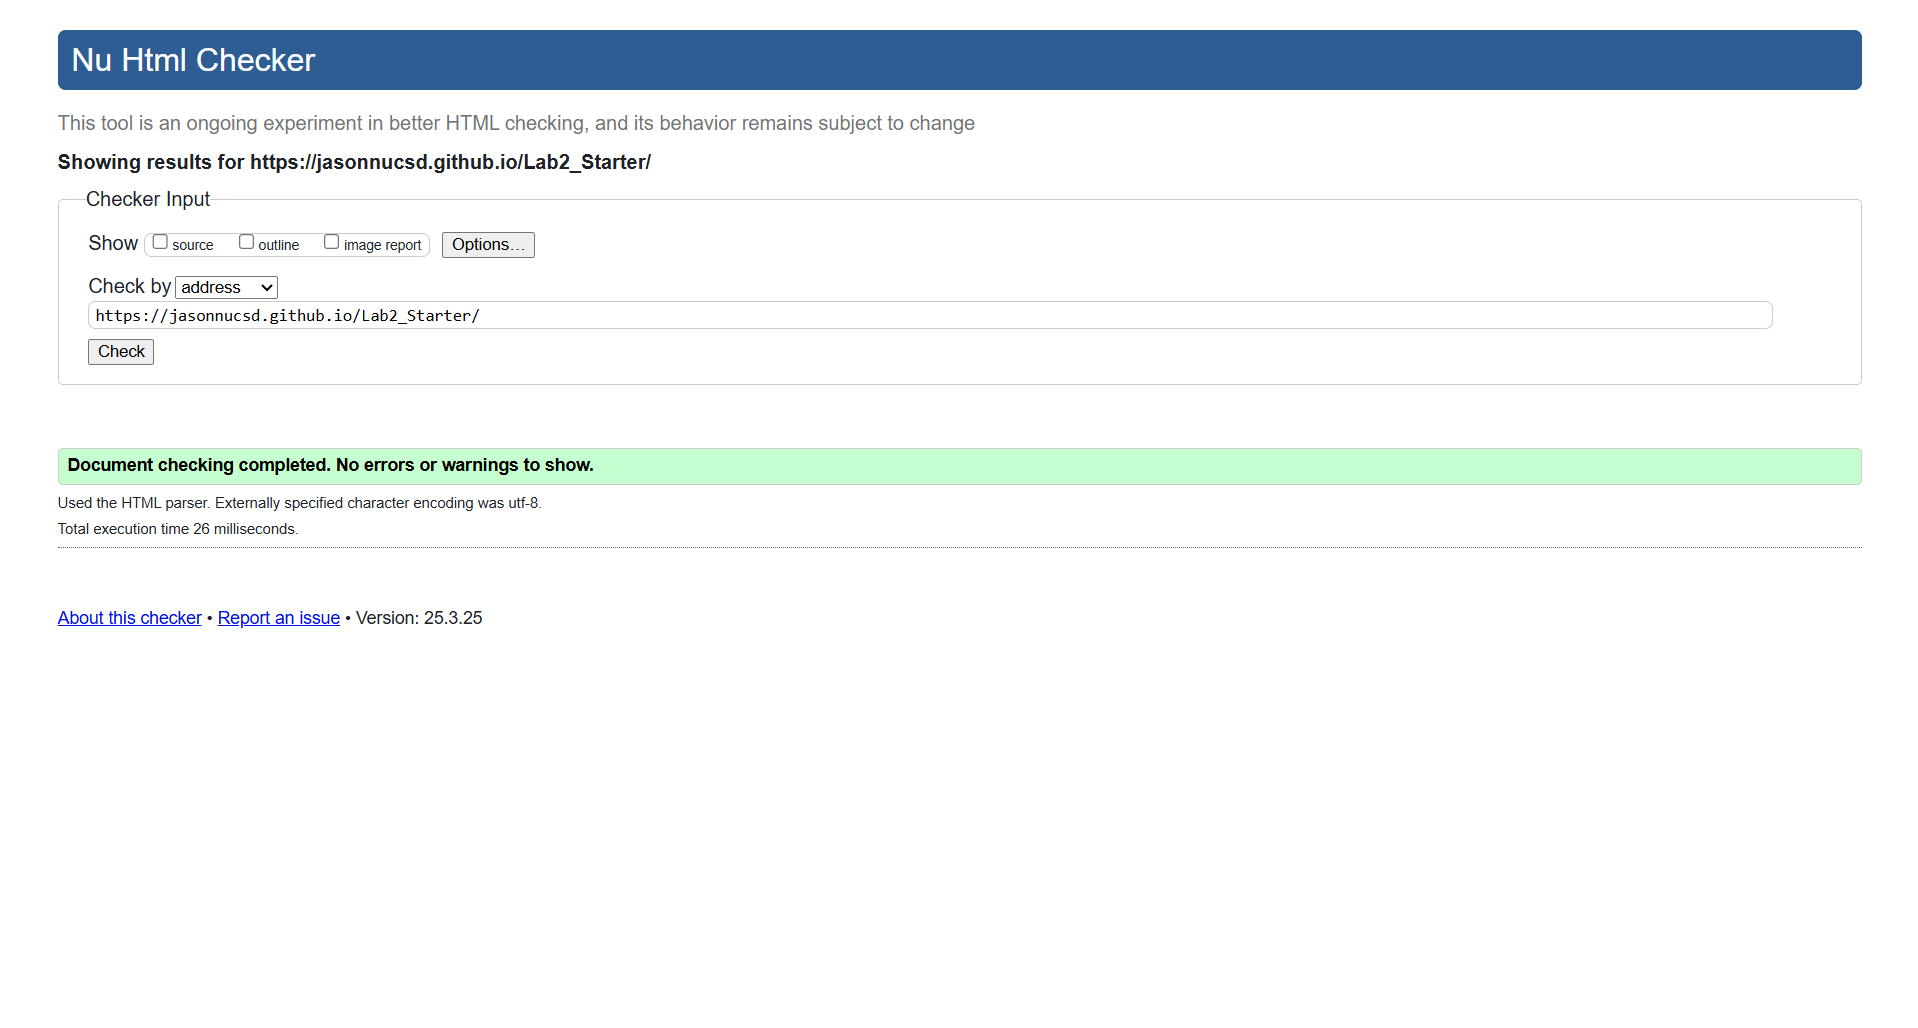 Nu Html Checker
This tool is an ongoing experiment in better HTML checking, and its behavior remains subject to change
Showing results for https://jasonnucsd.github.io/Lab2_Starter/
Checker Input
Show source outline image report Options...
Check by address
https://jasonnucsd.github.io/Lab2_Starter/
Check
Document checking completed. No errors or warnings to show.
Used the HTML parser. Externally specified character encoding was utf-8.
Total execution time 26 milliseconds.
About this checker • Report an issue • Version: 25.3.25